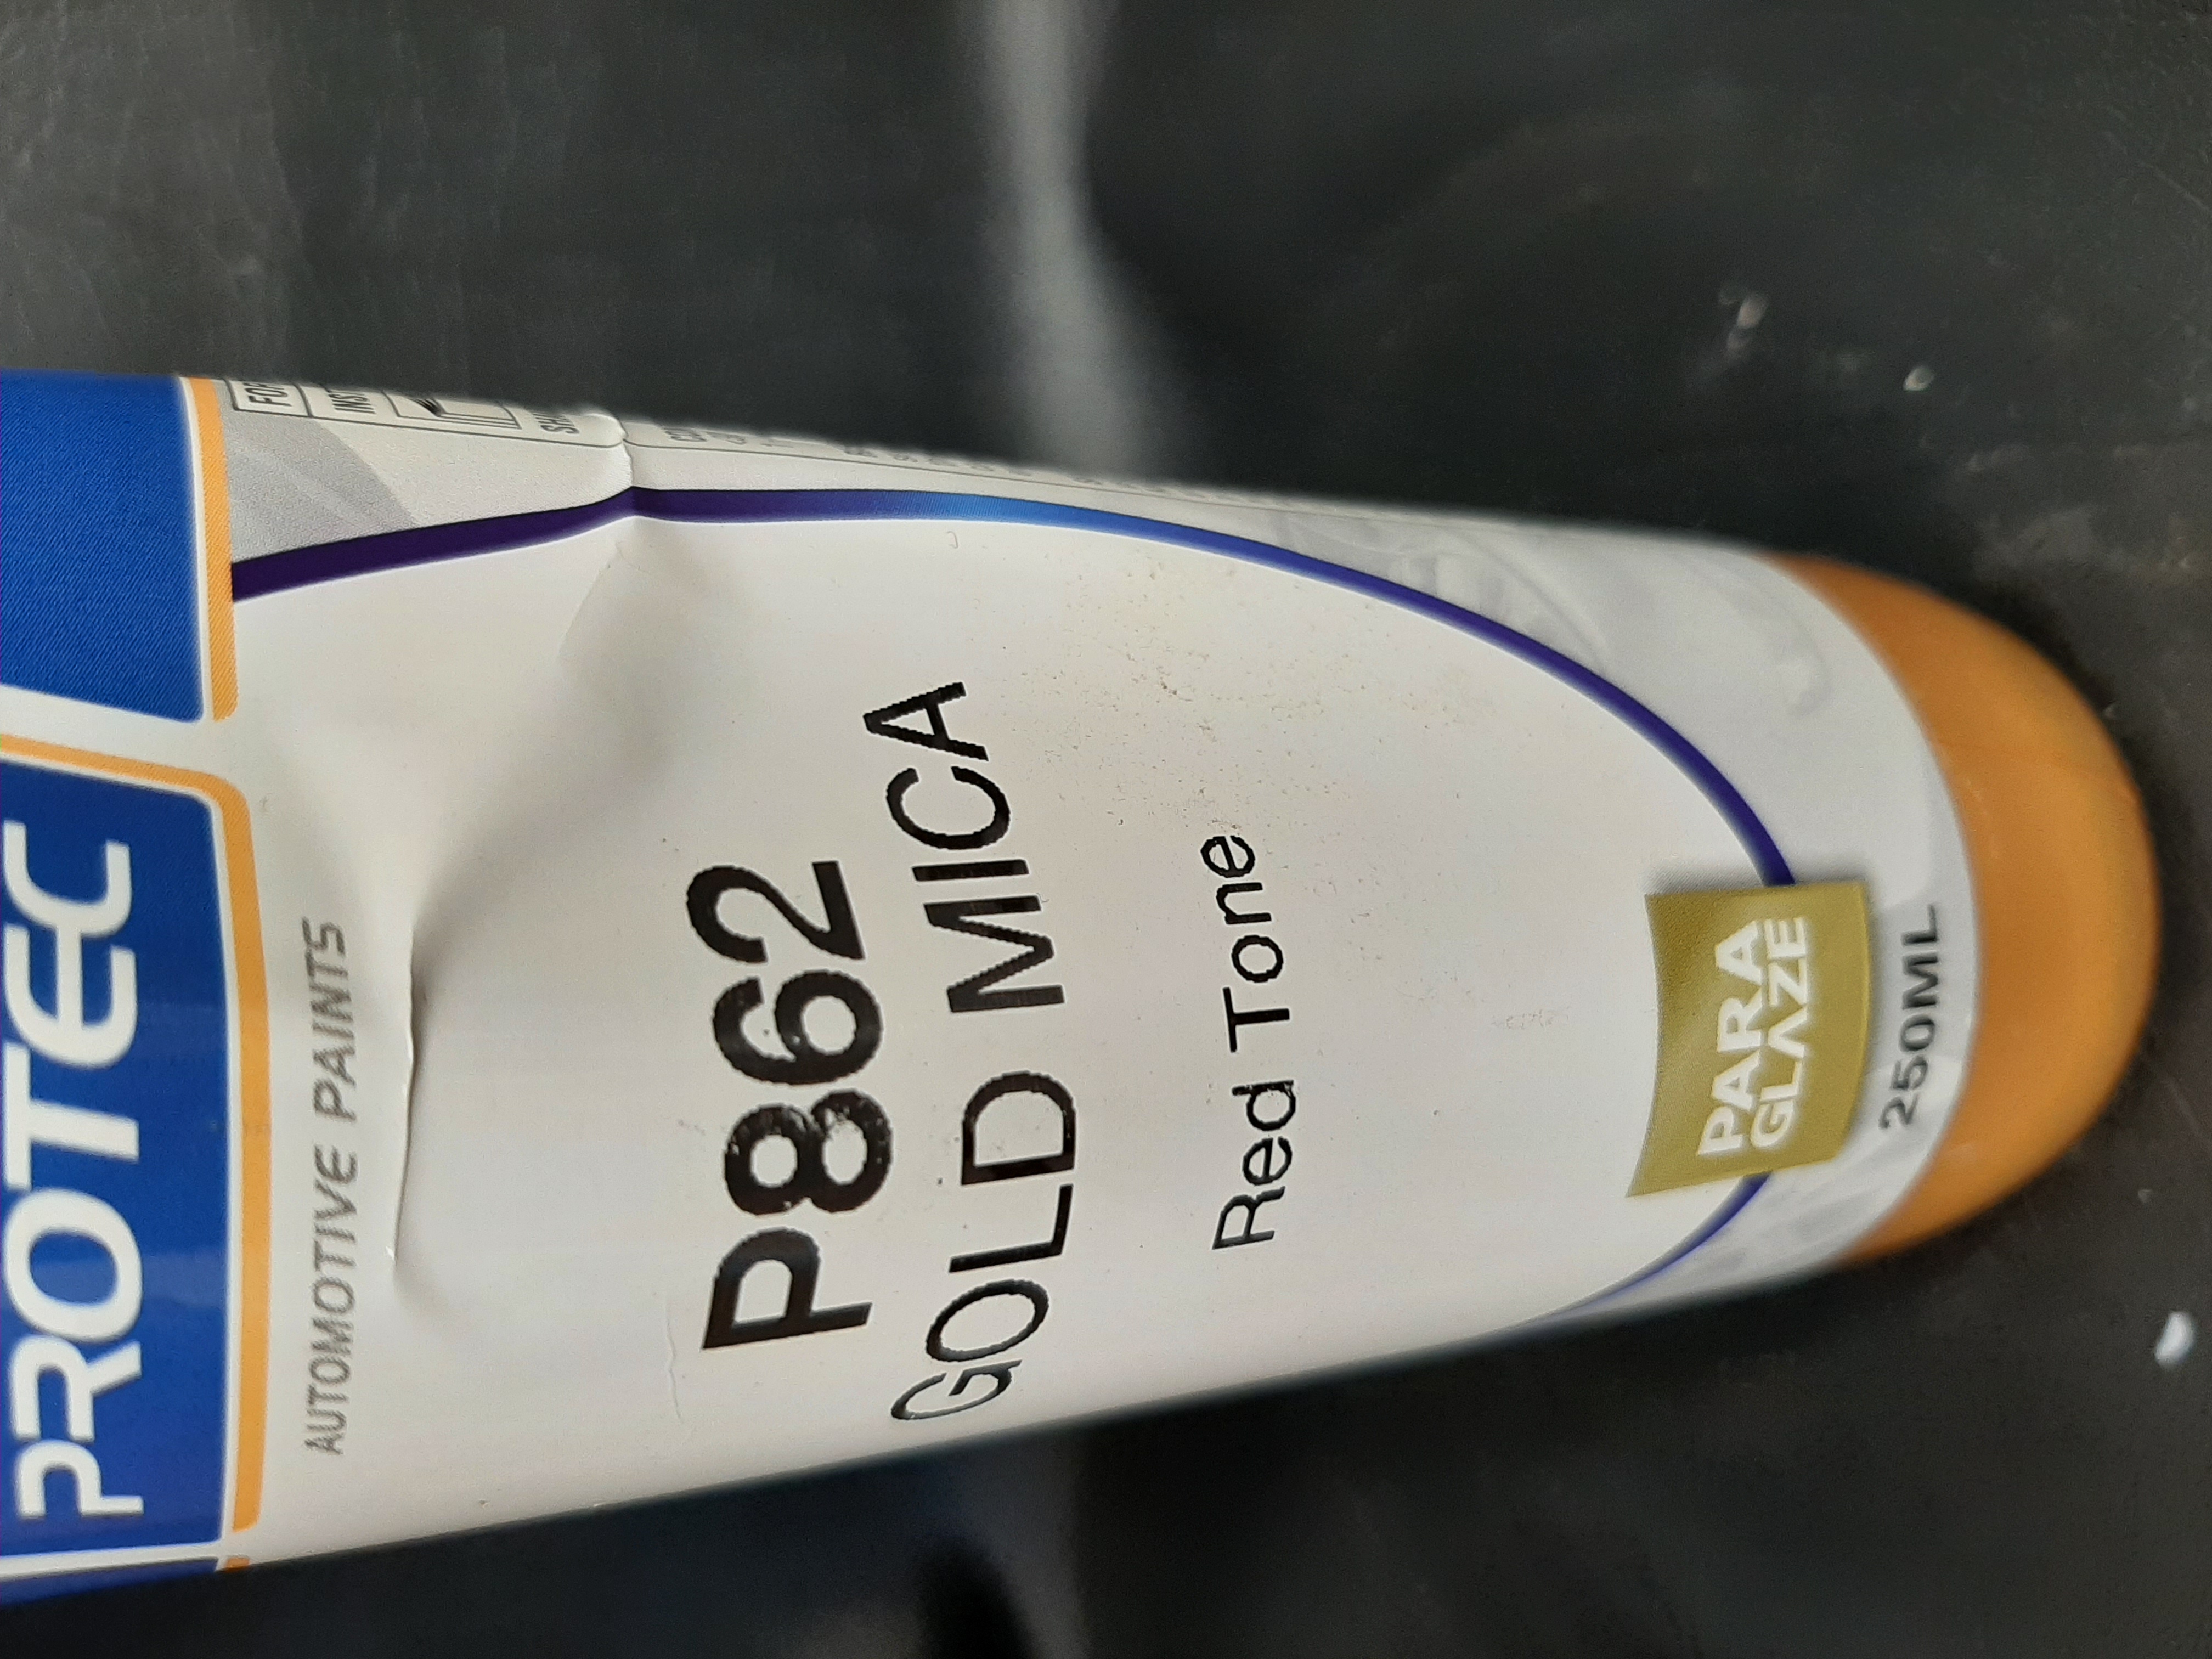 PROTEC
AUTOMOTIVE PAINTS
P862
GOLD MICA
Red Tone
PARA
GLAZE
250ML